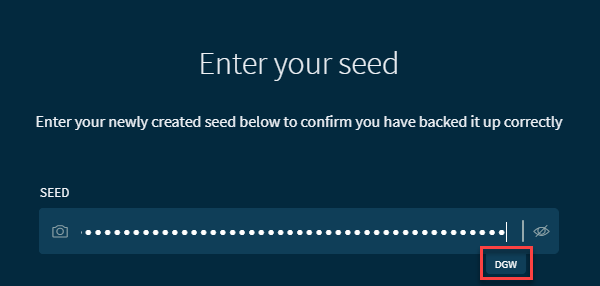 Enter your seed
Enter your newly created seed below to confirm you have backed it up correctly
SEED
DGW